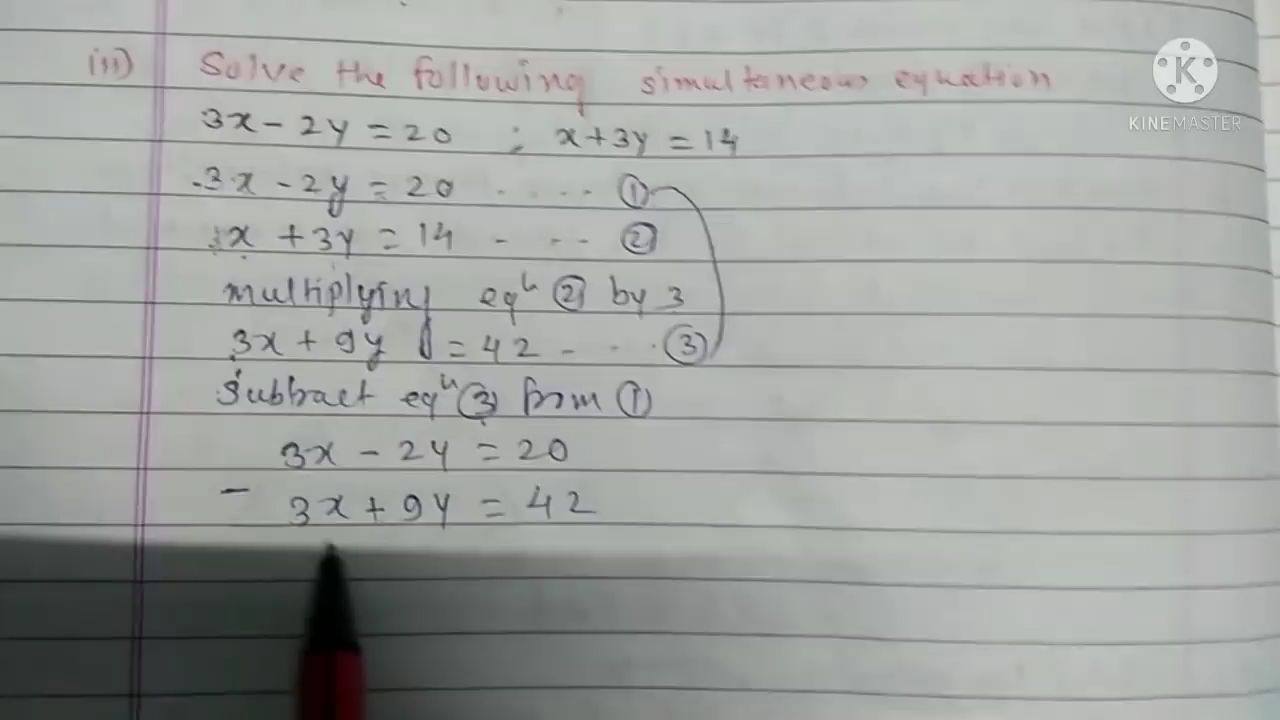 iii) Solve the following simultaneous equation
3x - 2y = 20 ; x + 3y = 14
3x - 2y = 20 .... ①
x + 3y = 14 - .. ②
multiplying eqⁿ ② by 3
3x + 9y = 42 - .. ③
Subtract eqⁿ ③ from ①
3x - 2y = 20
- 3x + 9y = 42
K
KINEMASTER